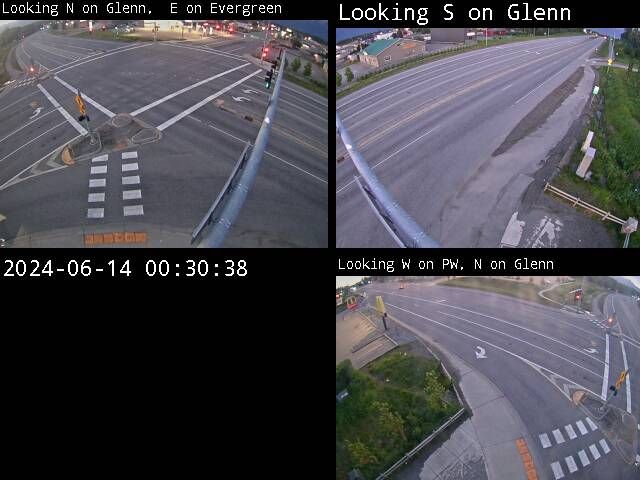 Looking N on Glenn,  E on Evergreen
Looking S on Glenn
2024-06-14 00:30:38
Looking W on PW, N on Glenn